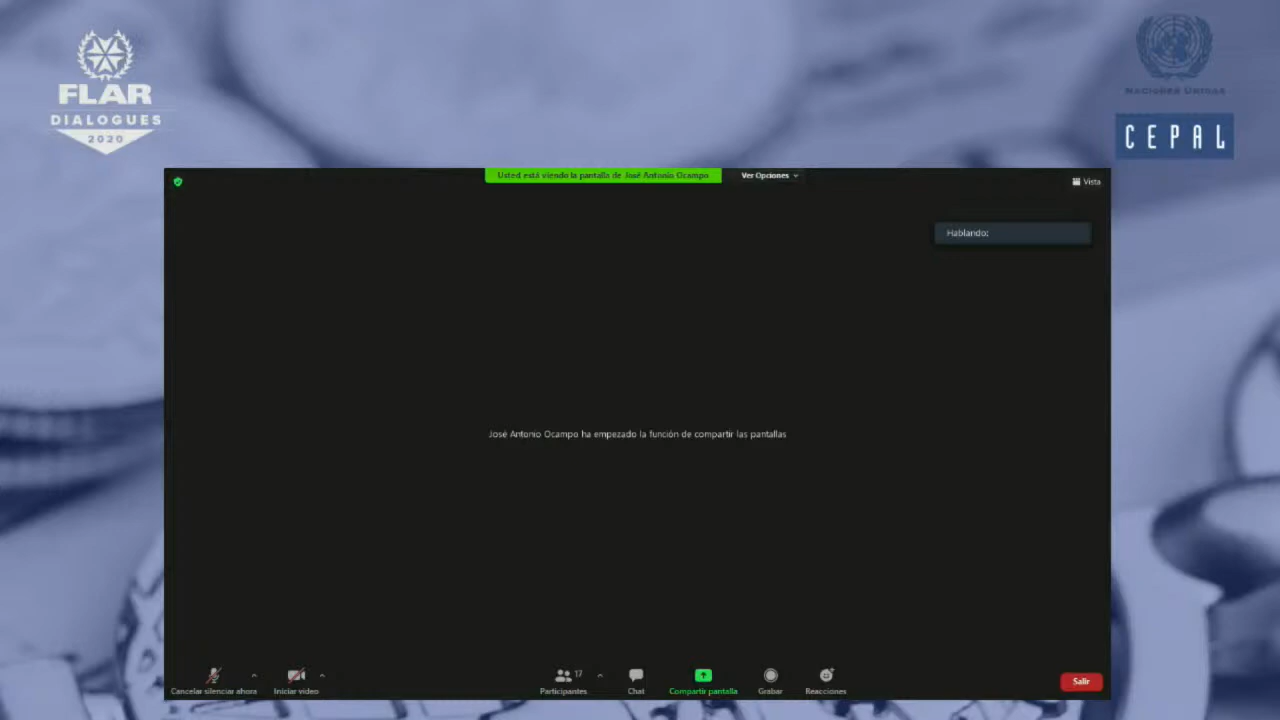 FLAR
DIALOGUES
2020
NACIONES UNIDAS
CEPAL
Usted está viendo la pantalla de José Antonio Ocampo
Ver Opciones
Vista
Hablando:
José Antonio Ocampo ha empezado la función de compartir las pantallas
Cancelar silenciar ahora
Iniciar video
17
Participantes
Chat
Compartir pantalla
Grabar
Reacciones
Salir